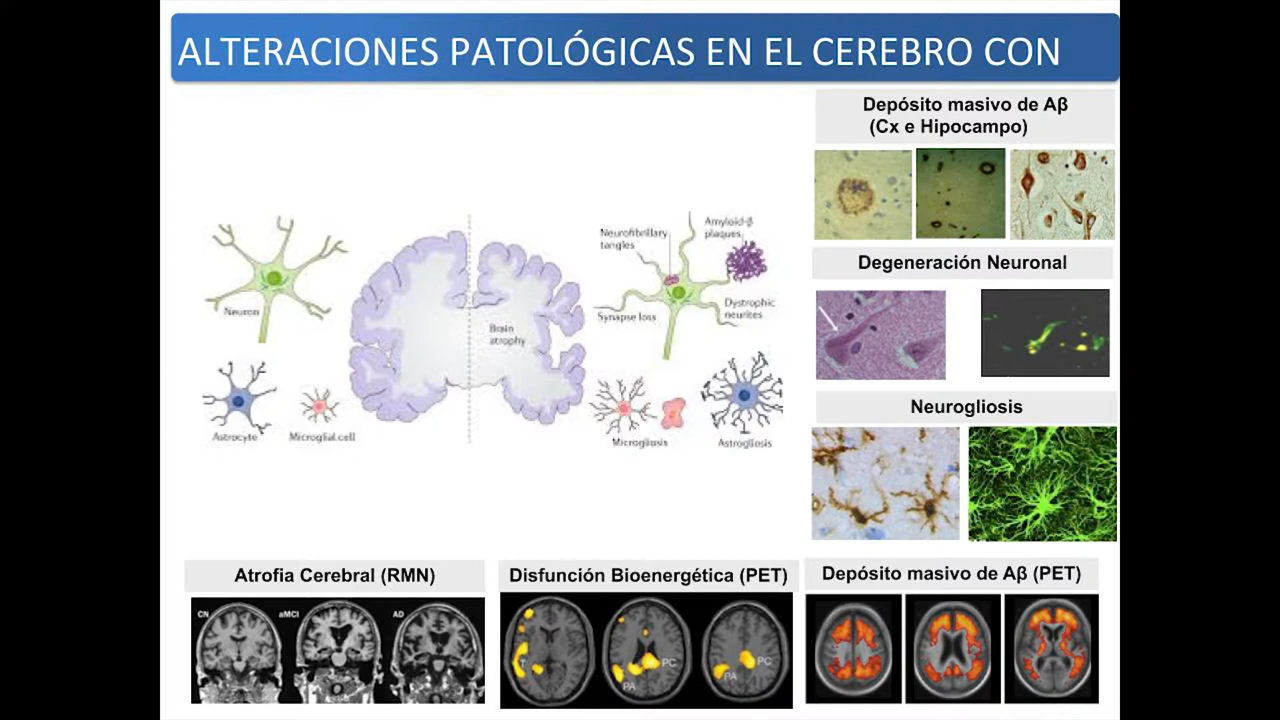 ALTERACIONES PATOLÓGICAS EN EL CEREBRO CON
Depósito masivo de Aβ
(Cx e Hipocampo)
Neurofibrillary
tangles
Amyloid-β
plaques
Neuron
Brain
atrophy
Synapse loss
Dystrophic
neurites
Astrocyte
Microglial cell
Microgliosis
Astrogliosis
Degeneración Neuronal
Neurogliosis
Atrofia Cerebral (RMN)
CN
aMCI
AD
Disfunción Bioenergética (PET)
T
PA
PC
PA
PC
Depósito masivo de Aβ (PET)